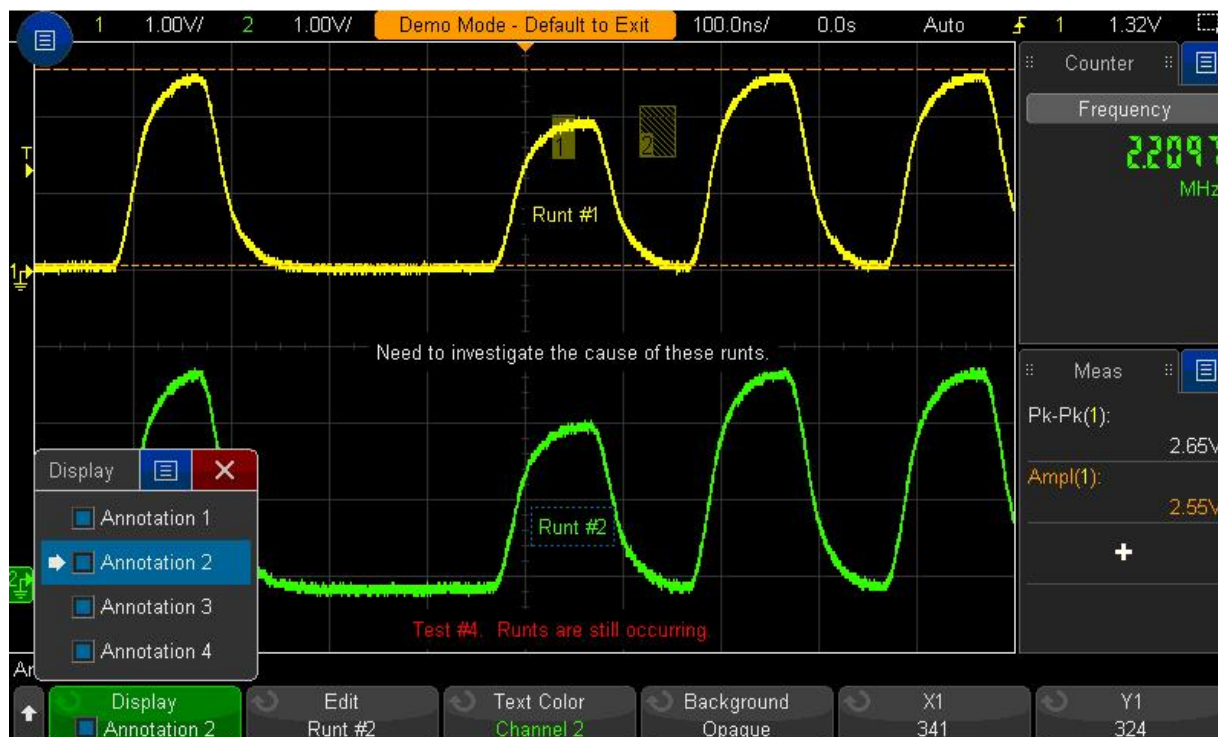 1 1.00V/ 2 1.00V/ Demo Mode - Default to Exit 100.0ns/ 0.0s Auto 1 1.32V
Counter
Frequency
2.2097
MHz
T
1
1
2
Runt #1
Need to investigate the cause of these runts.
Meas
Pk-Pk(1):
2.65V
Ampl(1):
2.55V
+
Display
Annotation 1
Annotation 2
Annotation 3
Annotation 4
Runt #2
2
Test #4. Runts are still occurring.
An
Display Edit Text Color Background X1 Y1
Annotation 2 Runt #2 Channel 2 Opaque 341 324